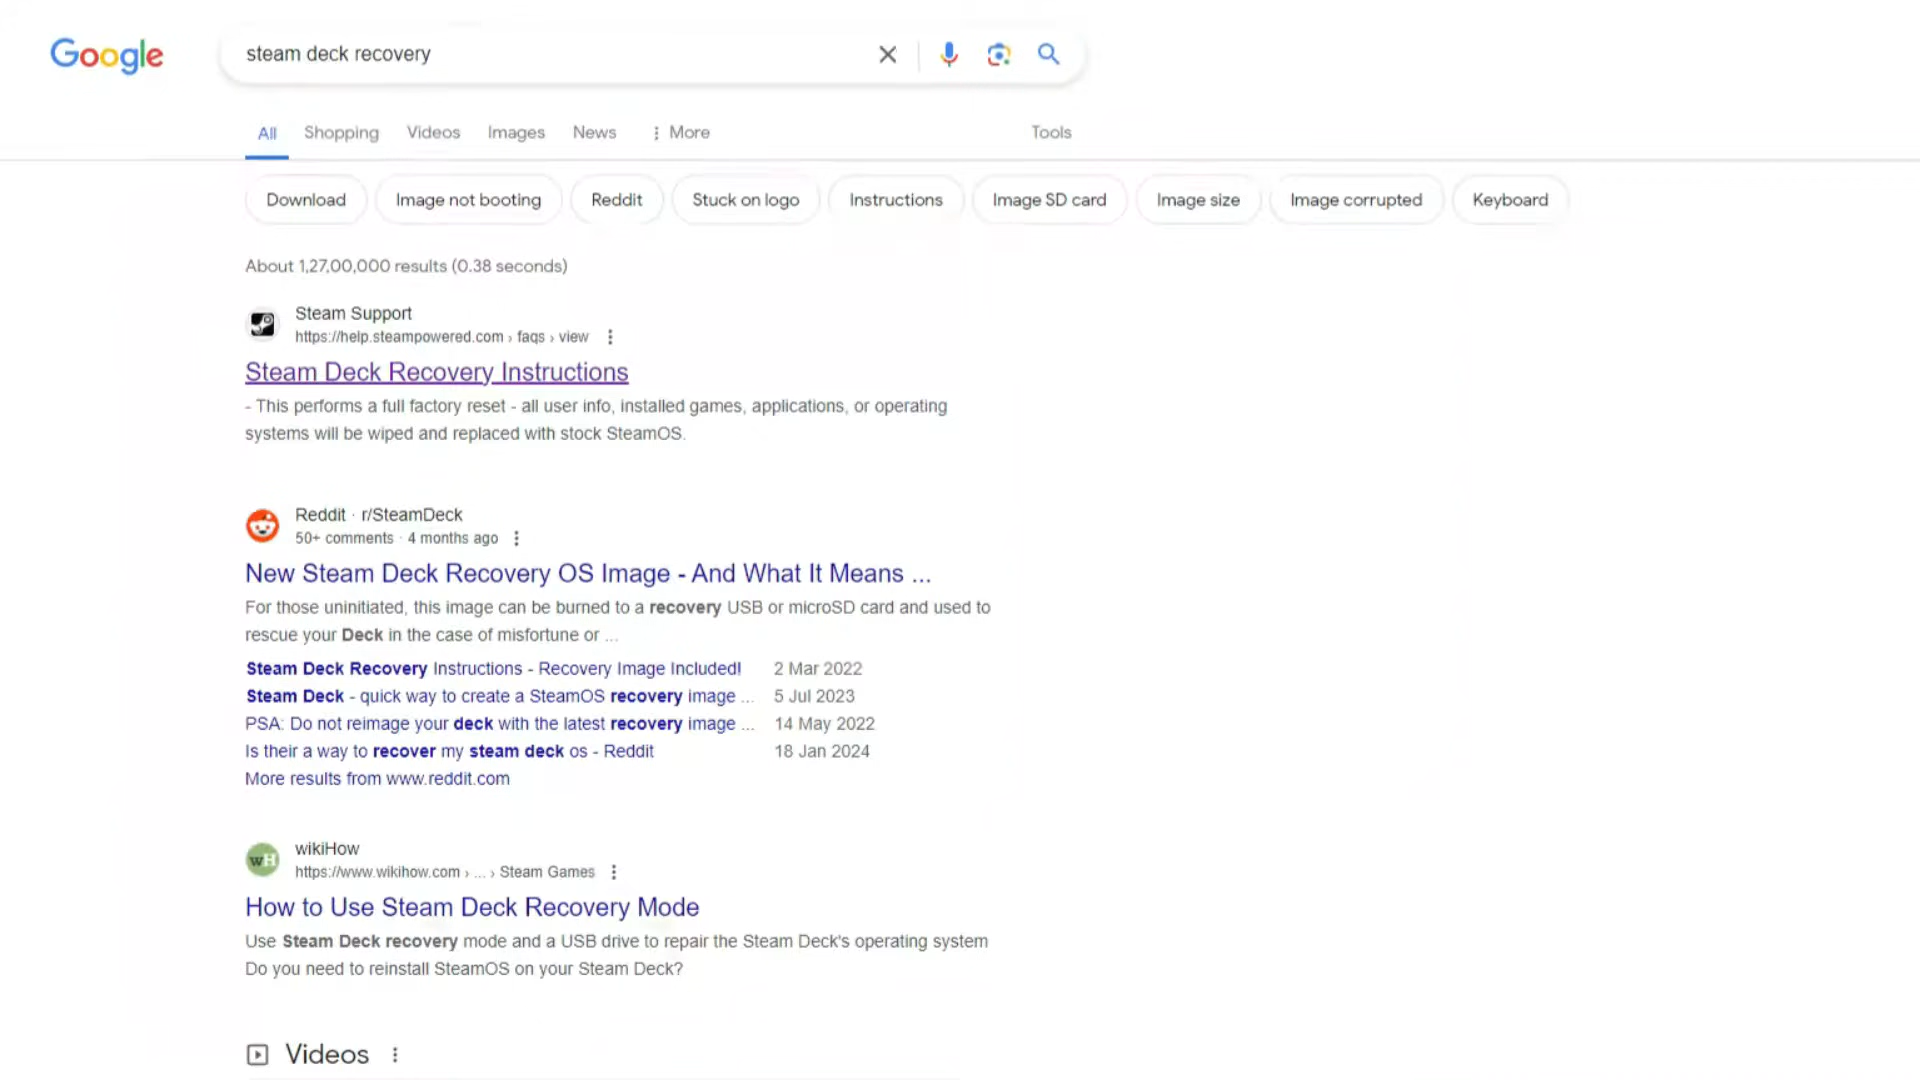 Google
steam deck recovery
All Shopping Videos Images News More Tools
Download Image not booting Reddit Stuck on logo Instructions Image SD card Image size Image corrupted Keyboard
About 1,27,00,000 results (0.38 seconds)
Steam Support
https://help.steampowered.com › faqs › view
Steam Deck Recovery Instructions
- This performs a full factory reset - all user info, installed games, applications, or operating
systems will be wiped and replaced with stock SteamOS.
Reddit · r/SteamDeck
50+ comments · 4 months ago
New Steam Deck Recovery OS Image - And What It Means ...
For those uninitiated, this image can be burned to a recovery USB or microSD card and used to
rescue your Deck in the case of misfortune or ...
Steam Deck Recovery Instructions - Recovery Image Included! 2 Mar 2022
Steam Deck - quick way to create a SteamOS recovery image ... 5 Jul 2023
PSA: Do not reimage your deck with the latest recovery image ... 14 May 2022
Is their a way to recover my steam deck os - Reddit 18 Jan 2024
More results from www.reddit.com
wH
wikiHow
https://www.wikihow.com › ... › Steam Games
How to Use Steam Deck Recovery Mode
Use Steam Deck recovery mode and a USB drive to repair the Steam Deck's operating system
Do you need to reinstall SteamOS on your Steam Deck?
Videos